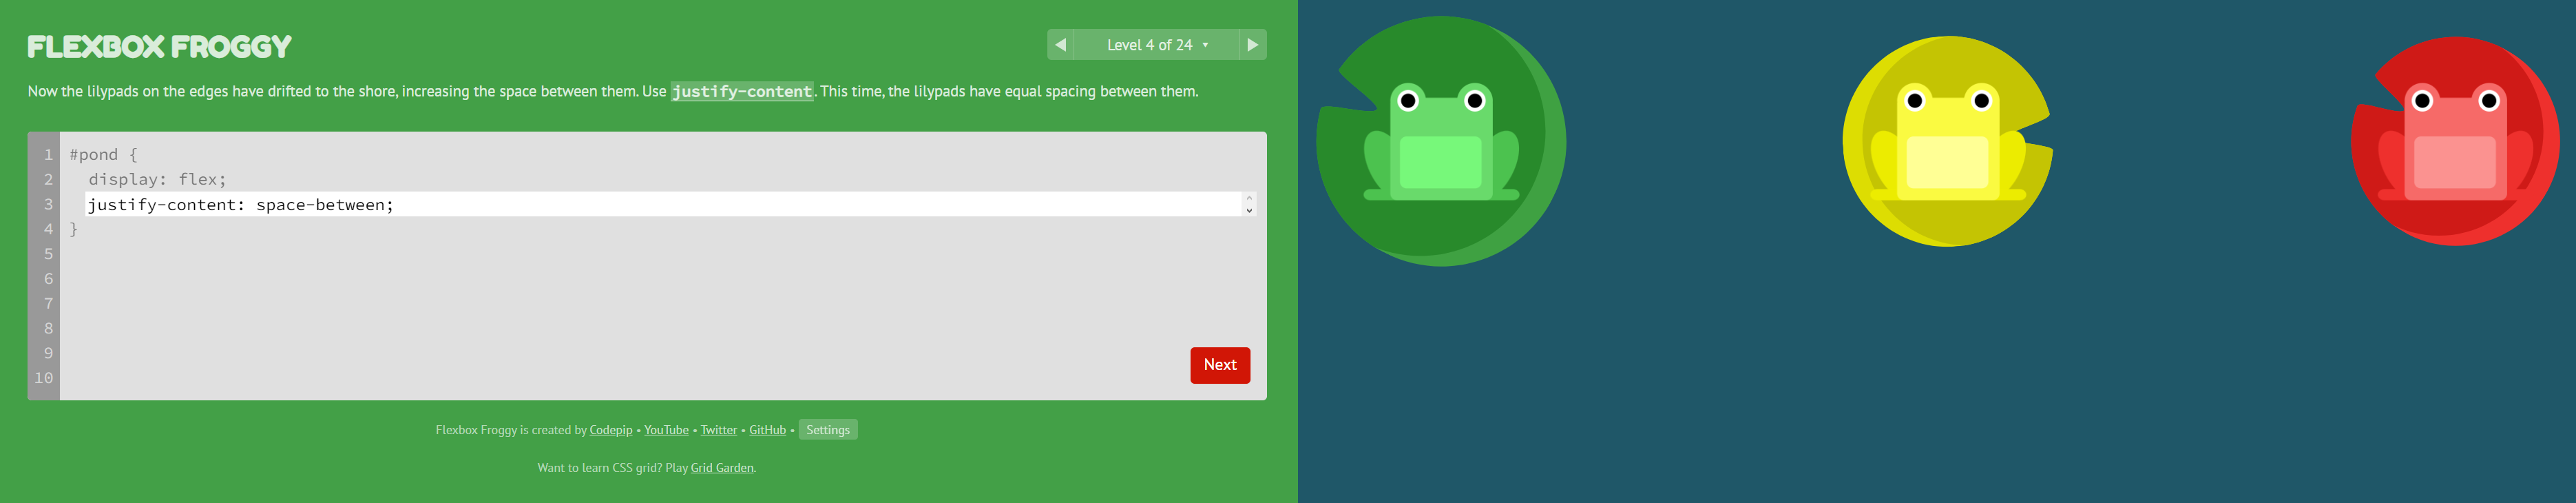 FLEXBOX FROGGY
Level 4 of 24
Now the lilypads on the edges have drifted to the shore, increasing the space between them. Use justify-content. This time, the lilypads have equal spacing between them.
1 #pond {
2 display: flex;
3 justify-content: space-between;
4 }
5
6
7
8
9
10
Next
Flexbox Froggy is created by Codepip • YouTube • Twitter • GitHub • Settings
Want to learn CSS grid? Play Grid Garden.